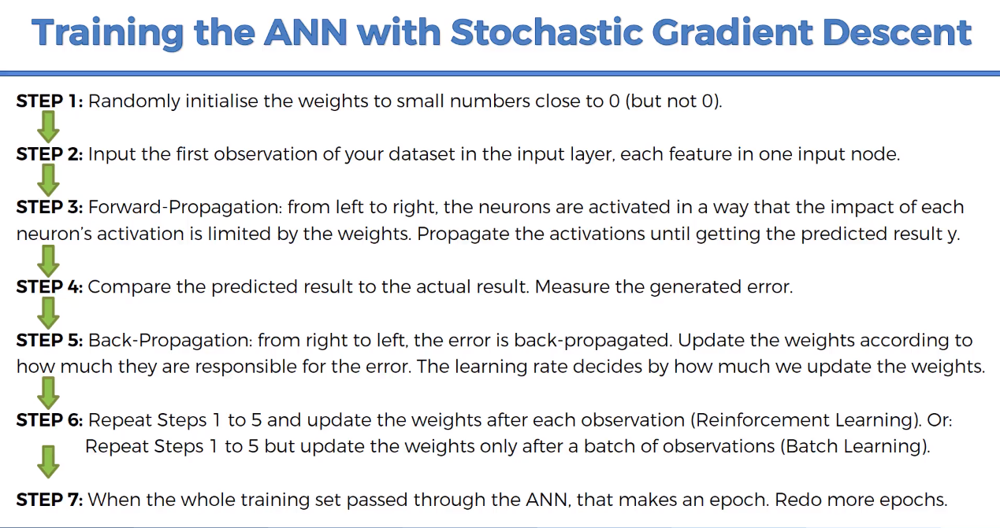 Training the ANN with Stochastic Gradient Descent
STEP 1: Randomly initialise the weights to small numbers close to 0 (but not 0).
STEP 2: Input the first observation of your dataset in the input layer, each feature in one input node.
STEP 3: Forward-Propagation: from left to right, the neurons are activated in a way that the impact of each
neuron's activation is limited by the weights. Propagate the activations until getting the predicted result y.
STEP 4: Compare the predicted result to the actual result. Measure the generated error.
STEP 5: Back-Propagation: from right to left, the error is back-propagated. Update the weights according to
how much they are responsible for the error. The learning rate decides by how much we update the weights.
STEP 6: Repeat Steps 1 to 5 and update the weights after each observation (Reinforcement Learning). Or:
Repeat Steps 1 to 5 but update the weights only after a batch of observations (Batch Learning).
STEP 7: When the whole training set passed through the ANN, that makes an epoch. Redo more epochs.